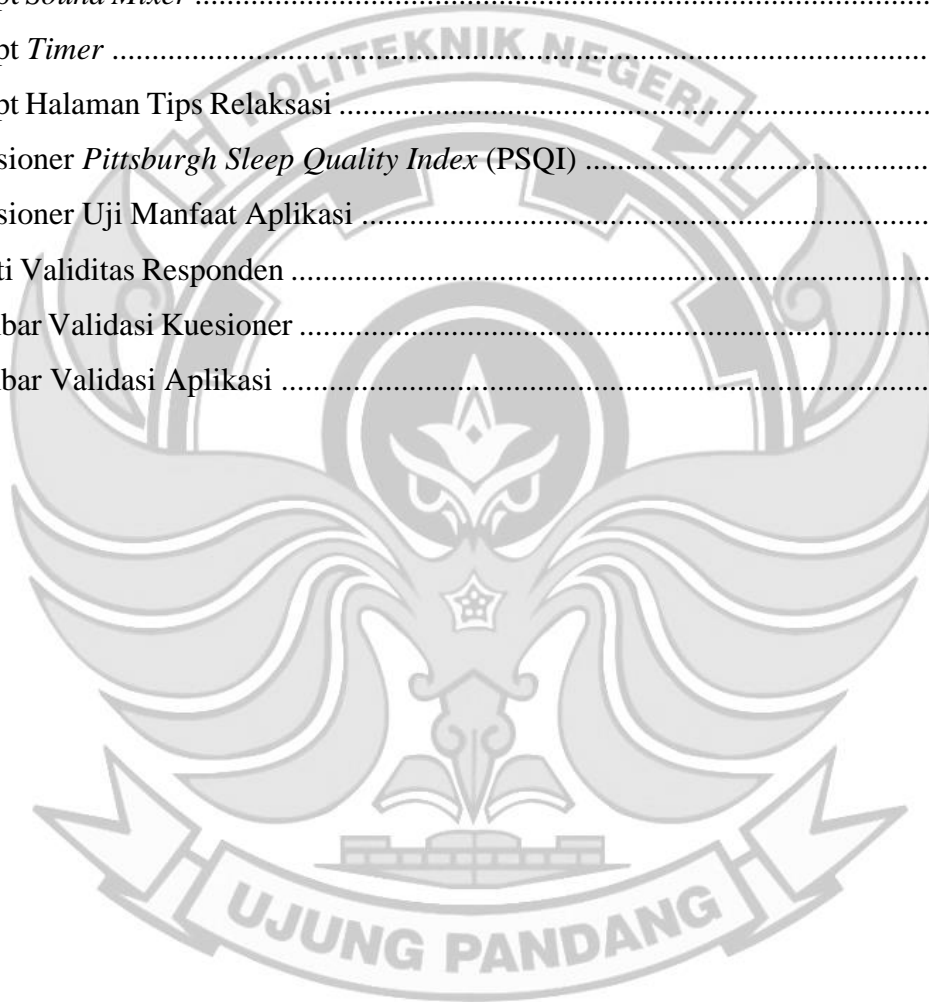 pt Sound Mixer ................................................................................
pt Timer ................................................................................
pt Halaman Tips Relaksasi ................................................................
sioner Pittsburgh Sleep Quality Index (PSQI) ................................
sioner Uji Manfaat Aplikasi ............................................................
ti Validitas Responden ....................................................................
bar Validasi Kuesioner ....................................................................
bar Validasi Aplikasi ......................................................................
POLITEKNIK NEGERI
UJUNG PANDANG